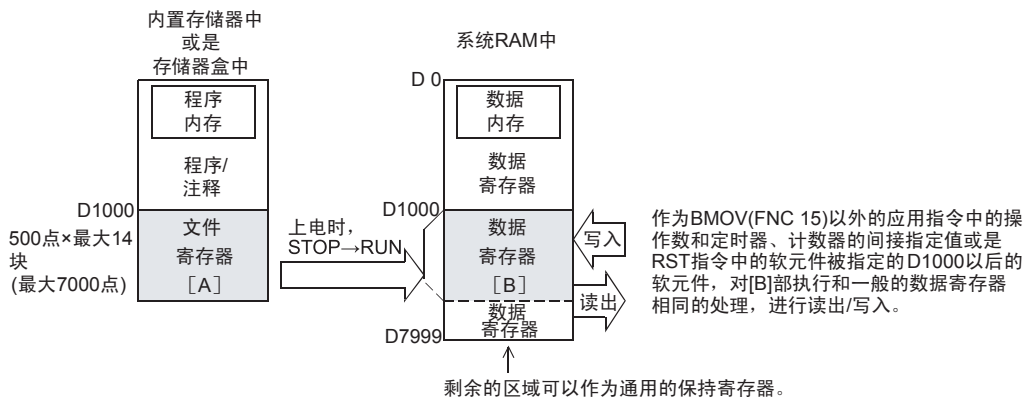 内置存储器中
或是
存储器盒中
程序
内存
程序/
注释
D1000
500点×最大14
块
(最大7000点)
文件
寄存器
［A］
上电时，
STOP→RUN
系统RAM中
D 0
数据
内存
数据
寄存器
D1000
数据
寄存器
［B］
数据
寄存器
D7999
写入
读出
作为BMOV(FNC 15)以外的应用指令中的操
作数和定时器、计数器的间接指定值或是
RST指令中的软元件被指定的D1000以后的
软元件，对[B]部执行和一般的数据寄存器
相同的处理，进行读出/写入。
剩余的区域可以作为通用的保持寄存器。